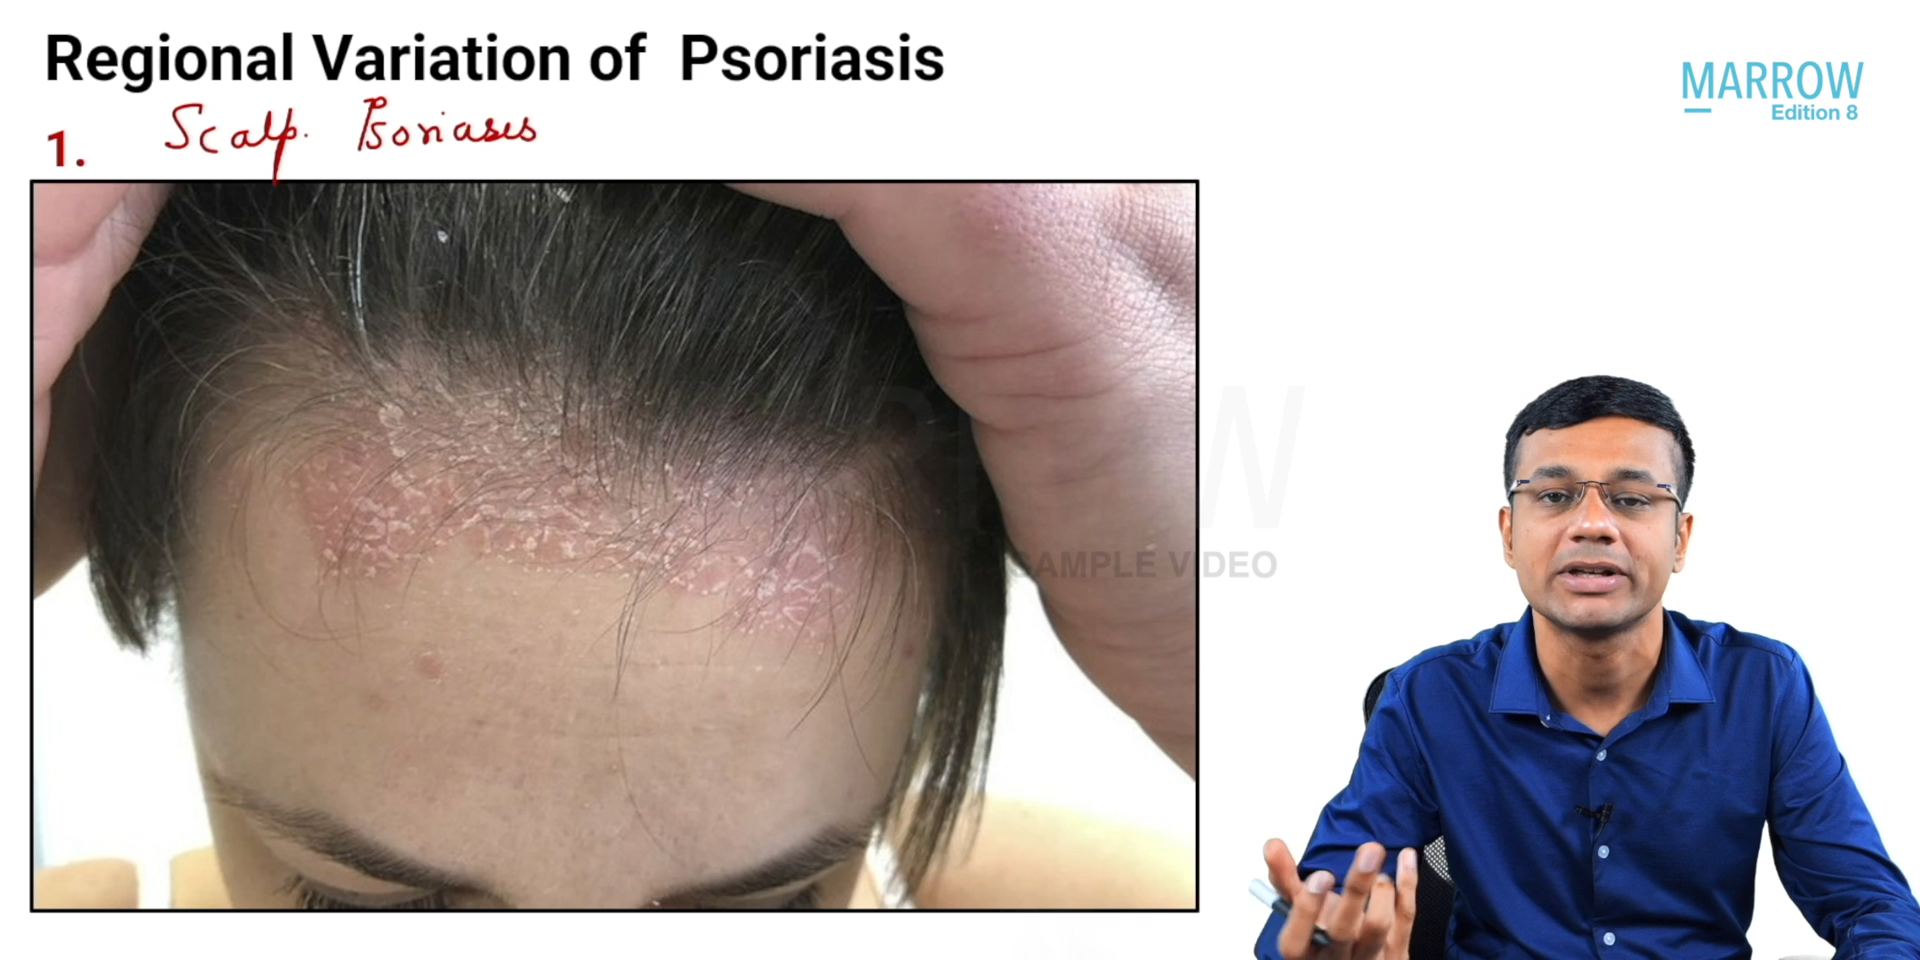 Regional Variation of Psoriasis
MARROW
Edition 8
1. Scalp Psoriasis
SAMPLE VIDEO